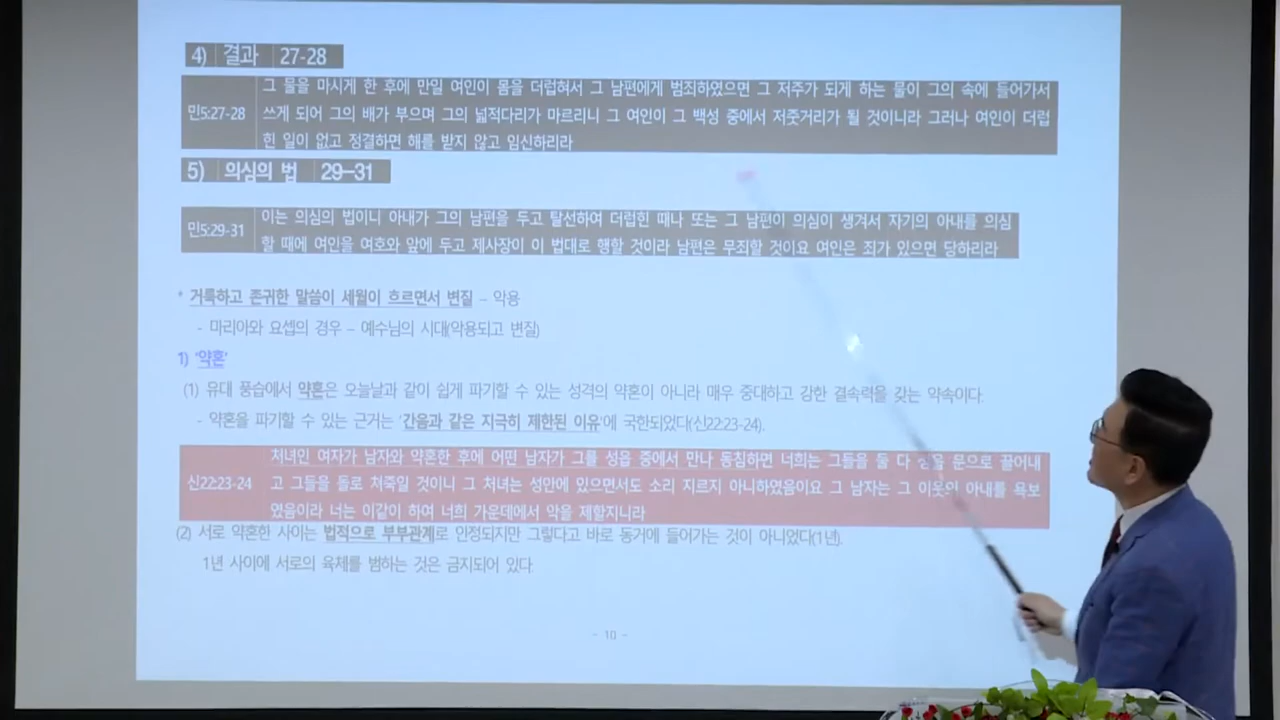 4) 결과 27-28
그 물을 마시게 한 후에 만일 여인이 몸을 더럽혀서 그 남편에게 범죄하였으면 그 저주가 되게 하는 물이 그의 속에 들어가서
민5:27-28 쓰게 되어 그의 배가 부으며 그의 넓적다리가 마르리니 그 여인이 그 백성 중에서 저줏거리가 될 것이니라 그러나 여인이 더럽
힌 일이 없고 정결하면 해를 받지 않고 임신하리라
5) 의심의 법 29–31
민5:29-31 이는 의심의 법이니 아내가 그의 남편을 두고 탈선하여 더럽힌 때나 또는 그 남편이 의심이 생겨서 자기의 아내를 의심
할 때에 여인을 여호와 앞에 두고 제사장이 이 법대로 행할 것이라 남편은 무죄할 것이요 여인은 죄가 있으면 당하리라
* 거룩하고 존귀한 말씀이 세월이 흐르면서 변질 – 악용
- 마리아와 요셉의 경우 – 예수님의 시대(악용되고 변질)
1) ‘약혼’
(1) 유대 풍습에서 약혼은 오늘날과 같이 쉽게 파기할 수 있는 성격의 약혼이 아니라 매우 중대하고 강한 결속력을 갖는 약속이다.
- 약혼을 파기할 수 있는 근거는 ‘간음과 같은 지극히 제한된 이유’에 국한되었다(신22:23-24).
처녀인 여자가 남자와 약혼한 후에 어떤 남자가 그를 성읍 중에서 만나 동침하면 너희는 그들을 둘 다 성읍 문으로 끌어내
신22:23-24 고 그들을 돌로 쳐죽일 것이니 그 처녀는 성안에 있으면서도 소리 지르지 아니하였음이요 그 남자는 그 이웃의 아내를 욕보
였음이라 너는 이같이 하여 너희 가운데에서 악을 제할지니라
(2) 서로 약혼한 사이는 법적으로 부부관계로 인정되지만 그렇다고 바로 동거에 들어가는 것이 아니었다(1년).
1년 사이에 서로의 육체를 범하는 것은 금지되어 있다.
- 10 -